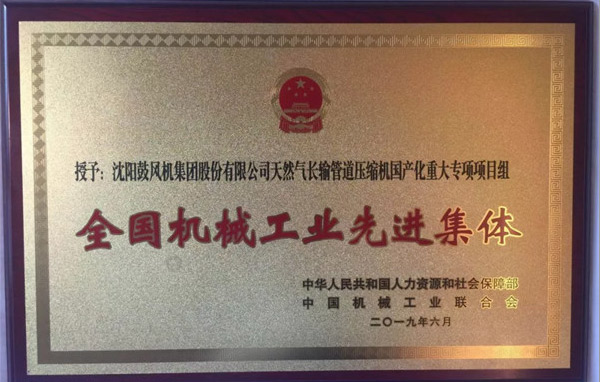 授予：沈阳鼓风机集团股份有限公司天然气长输管道压缩机国产化重大专项项目组
全国机械工业先进集体
中华人民共和国人力资源和社会保障部
中国机械工业联合会
二〇一九年六月